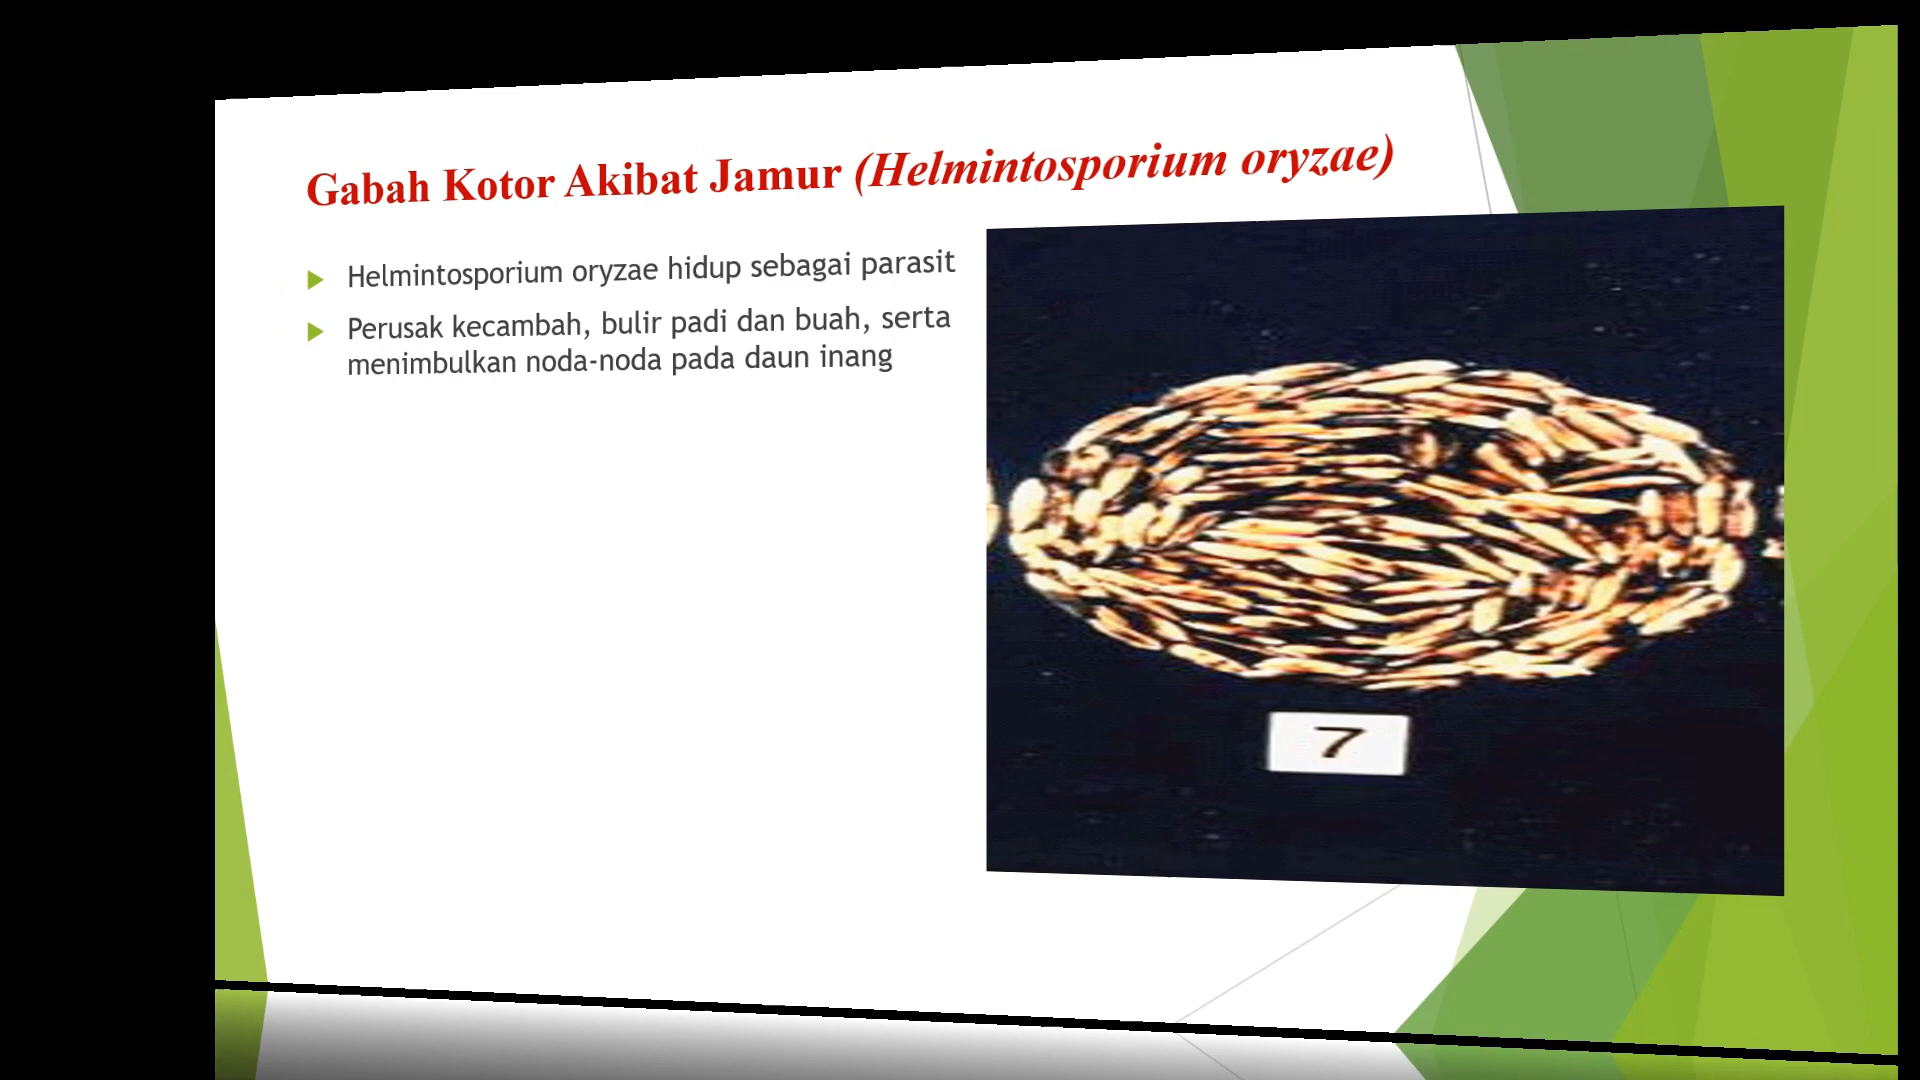 Gabah Kotor Akibat Jamur (Helmintosporium oryzae)
Helmintosporium oryzae hidup sebagai parasit
Perusak kecambah, bulir padi dan buah, serta
menimbulkan noda-noda pada daun inang
7